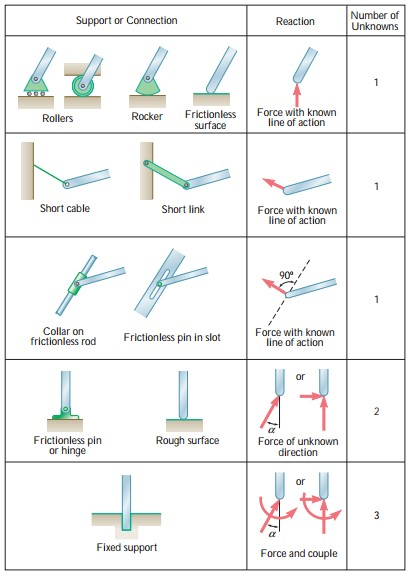 Support or Connection
Reaction
Number of
Unknowns
Rollers
Rocker
Frictionless
surface
Force with known
line of action
1
Short cable
Short link
Force with known
line of action
1
Collar on
frictionless rod
Frictionless pin in slot
90º
Force with known
line of action
1
Frictionless pin
or hinge
Rough surface
or
α
Force of unknown
direction
2
Fixed support
or
α
Force and couple
3